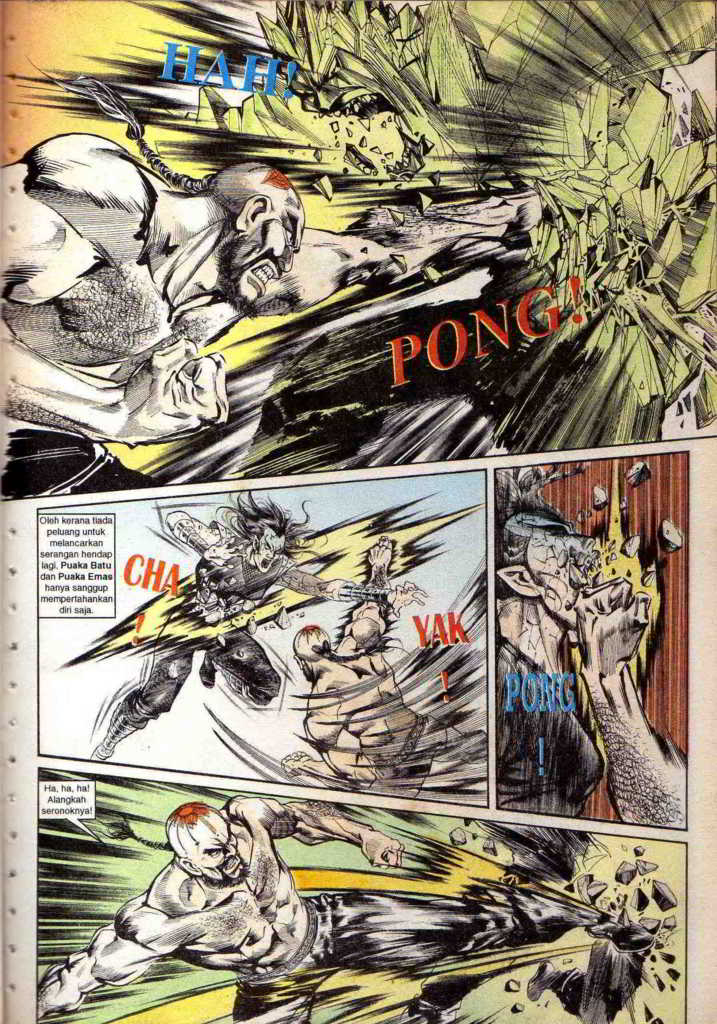 HAH!
PONG!
Oleh kerana tiada
peluang untuk
melancarkan
serangan hendap
lagi, Puaka Batu
dan Puaka Emas
hanya sanggup
mempertahankan
diri saja.
CHA
!
YAK
!
PONG
!
Ha, ha, ha!
Alangkah
seronoknya!